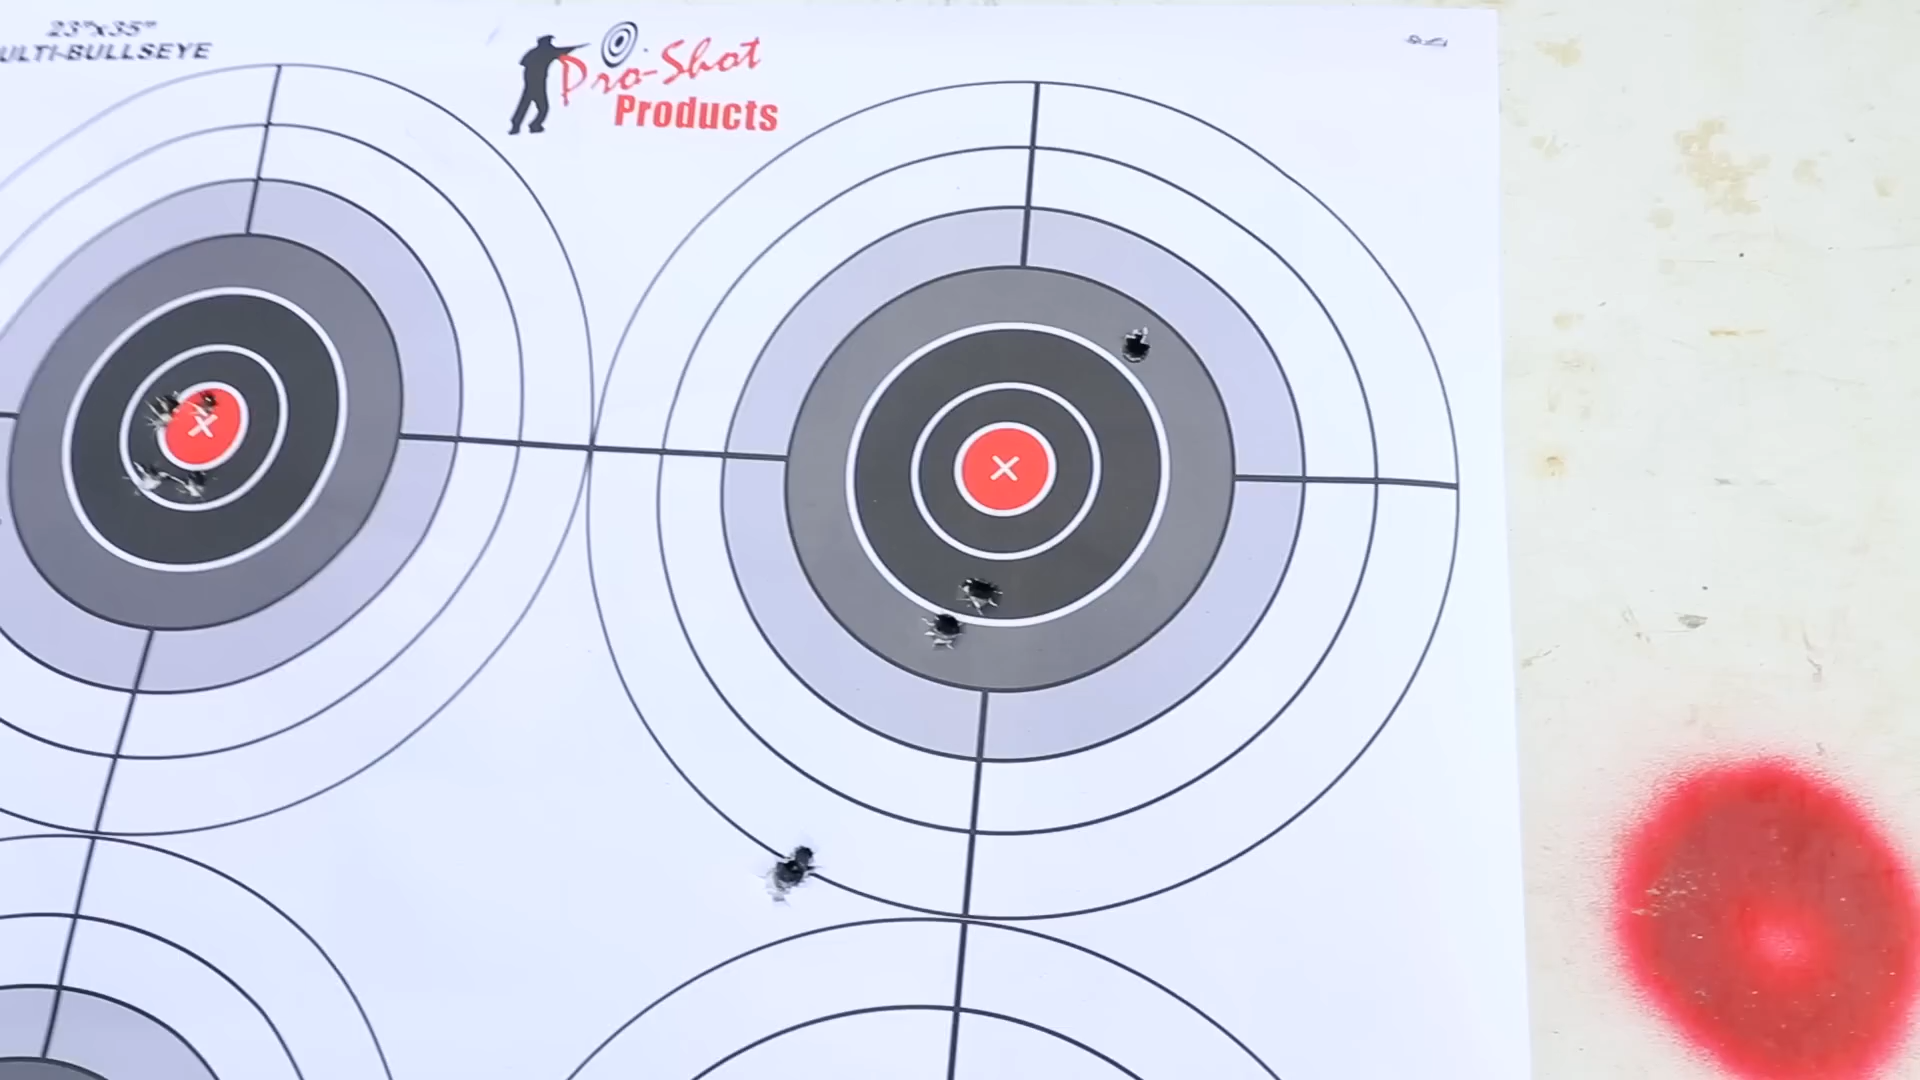 23"x35"
ULTI-BULLSEYE
Pro-Shot
Products
X
X